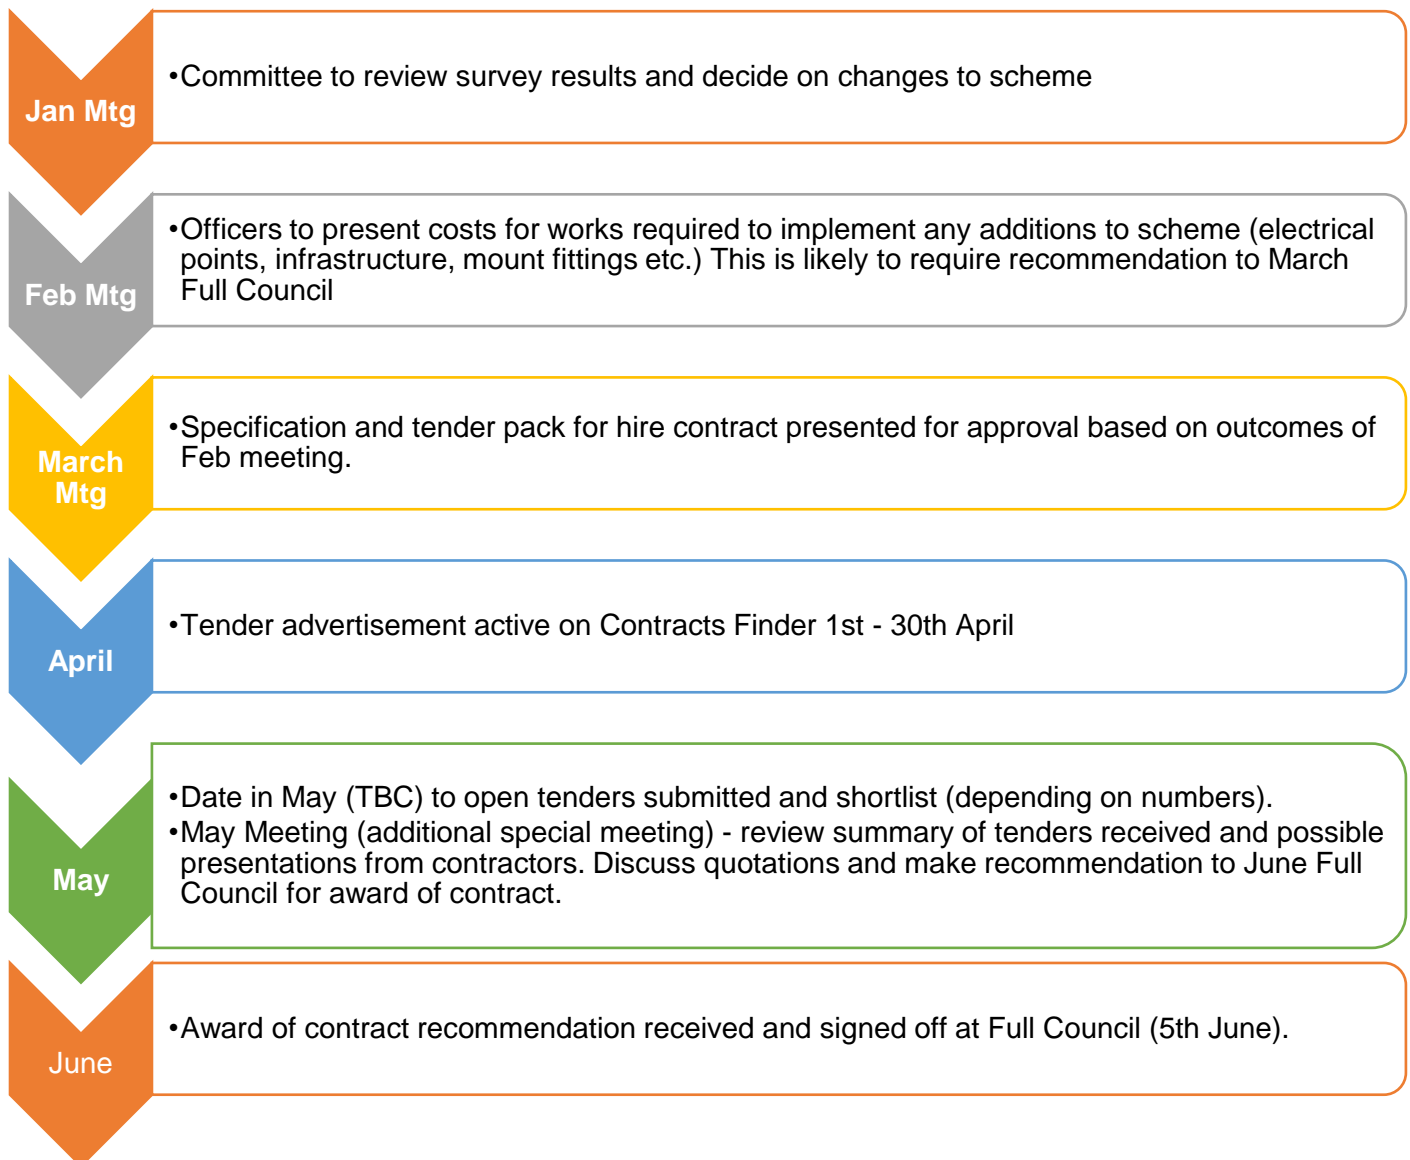 Jan Mtg
•Committee to review survey results and decide on changes to scheme
Feb Mtg
•Officers to present costs for works required to implement any additions to scheme (electrical
points, infrastructure, mount fittings etc.) This is likely to require recommendation to March
Full Council
March
Mtg
•Specification and tender pack for hire contract presented for approval based on outcomes of
Feb meeting.
April
•Tender advertisement active on Contracts Finder 1st - 30th April
May
•Date in May (TBC) to open tenders submitted and shortlist (depending on numbers).
•May Meeting (additional special meeting) - review summary of tenders received and possible
presentations from contractors. Discuss quotations and make recommendation to June Full
Council for award of contract.
June
•Award of contract recommendation received and signed off at Full Council (5th June).